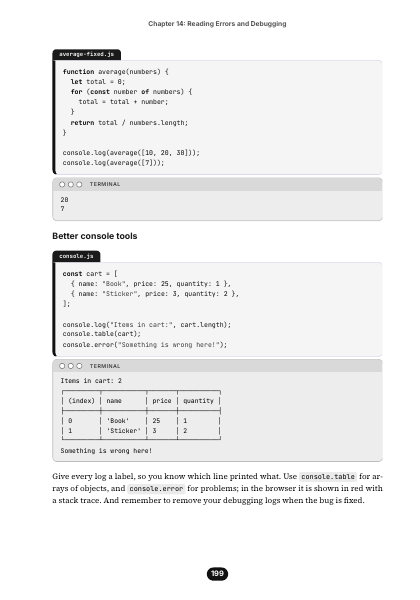 Chapter 14: Reading Errors and Debugging
average-fixed.js
function average(numbers) {
  let total = 0;
  for (const number of numbers) {
    total = total + number;
  }
  return total / numbers.length;
}

console.log(average([10, 20, 30]));
console.log(average([7]));
TERMINAL
20
7
Better console tools
console.js
const cart = [
  { name: "Book", price: 25, quantity: 1 },
  { name: "Sticker", price: 3, quantity: 2 },
];

console.log("Items in cart:", cart.length);
console.table(cart);
console.error("Something is wrong here!");
TERMINAL
Items in cart: 2
(index) name price quantity
0 'Book' 25 1
1 'Sticker' 3 2
Something is wrong here!
Give every log a label, so you know which line printed what. Use console.table for ar-
rays of objects, and console.error for problems; in the browser it is shown in red with
a stack trace. And remember to remove your debugging logs when the bug is fixed.
199